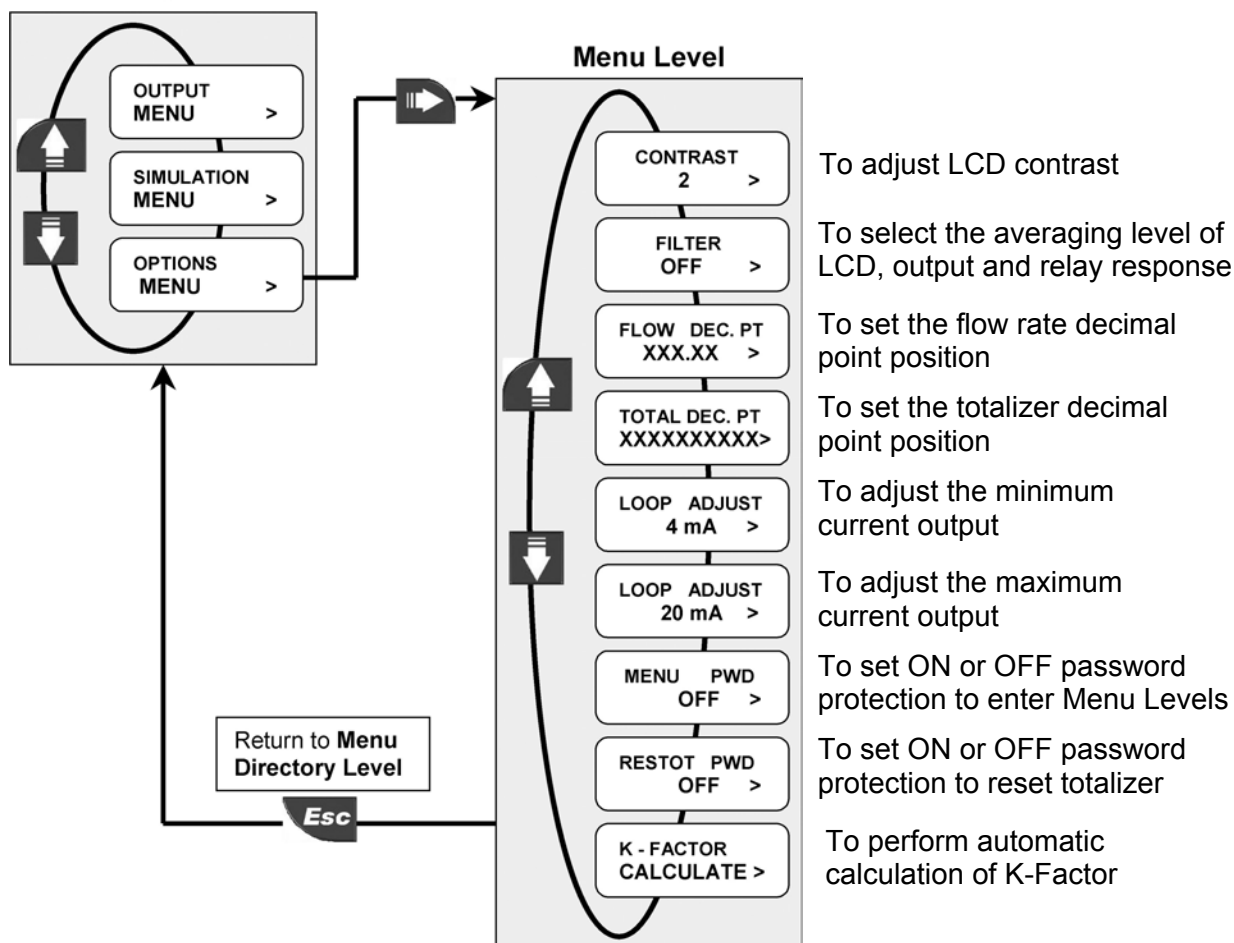 OUTPUT
MENU >
SIMULATION
MENU >
OPTIONS
MENU >
Return to Menu
Directory Level
Esc
Menu Level
CONTRAST
2 >
To adjust LCD contrast
FILTER
OFF >
To select the averaging level of
LCD, output and relay response
FLOW DEC. PT
XXX.XX >
To set the flow rate decimal
point position
TOTAL DEC. PT
XXXXXXXXXX>
To set the totalizer decimal
point position
LOOP ADJUST
4 mA >
To adjust the minimum
current output
LOOP ADJUST
20 mA >
To adjust the maximum
current output
MENU PWD
OFF >
To set ON or OFF password
protection to enter Menu Levels
RESTOT PWD
OFF >
To set ON or OFF password
protection to reset totalizer
K - FACTOR
CALCULATE >
To perform automatic
calculation of K-Factor